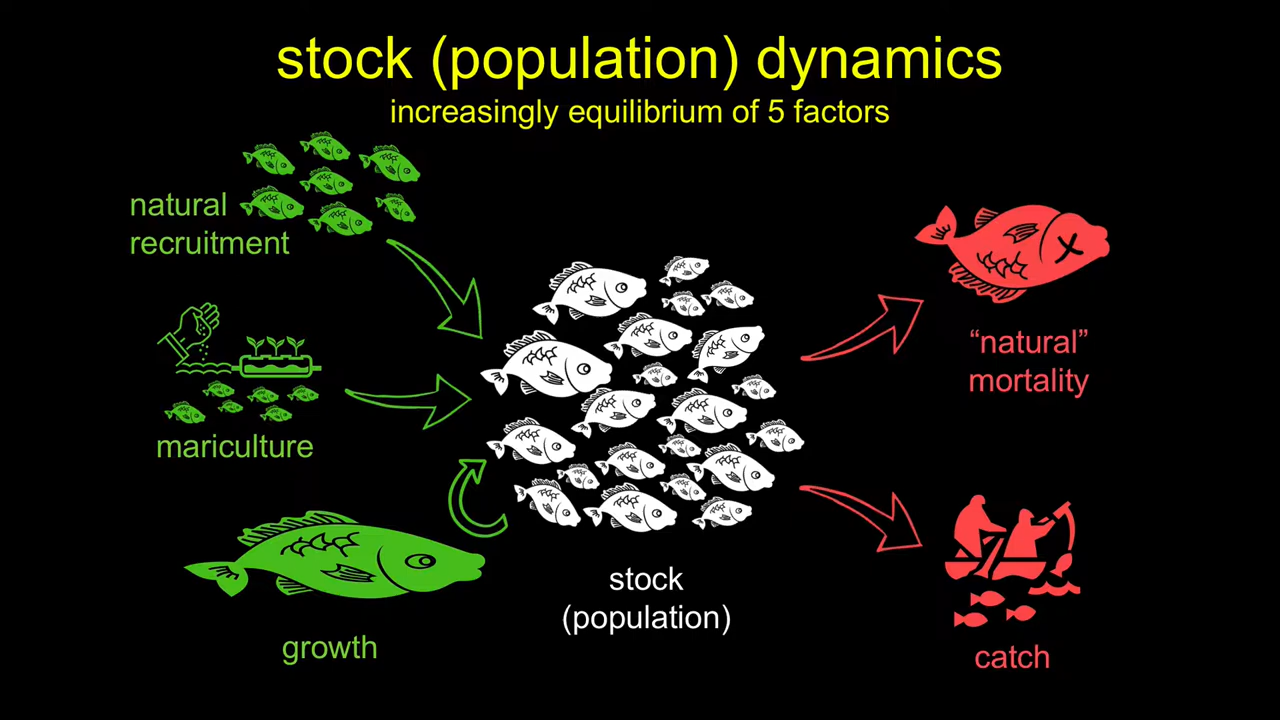 stock (population) dynamics
increasingly equilibrium of 5 factors
natural
recruitment
mariculture
growth
stock
(population)
“natural”
mortality
catch